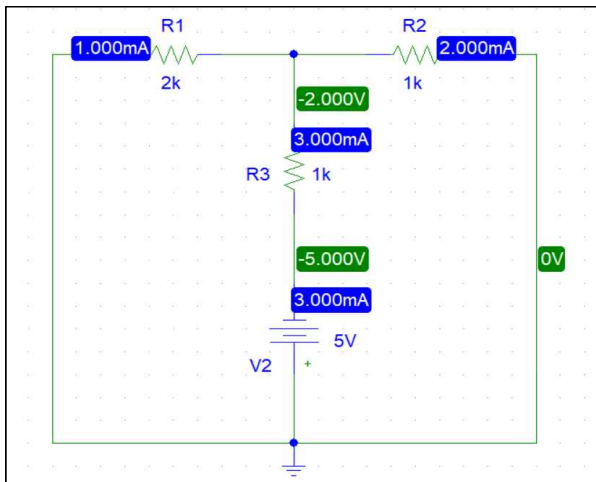 R1
R2
1.000mA
2.000mA
2k
1k
-2.000V
3.000mA
R3
1k
-5.000V
0V
3.000mA
5V
V2
+